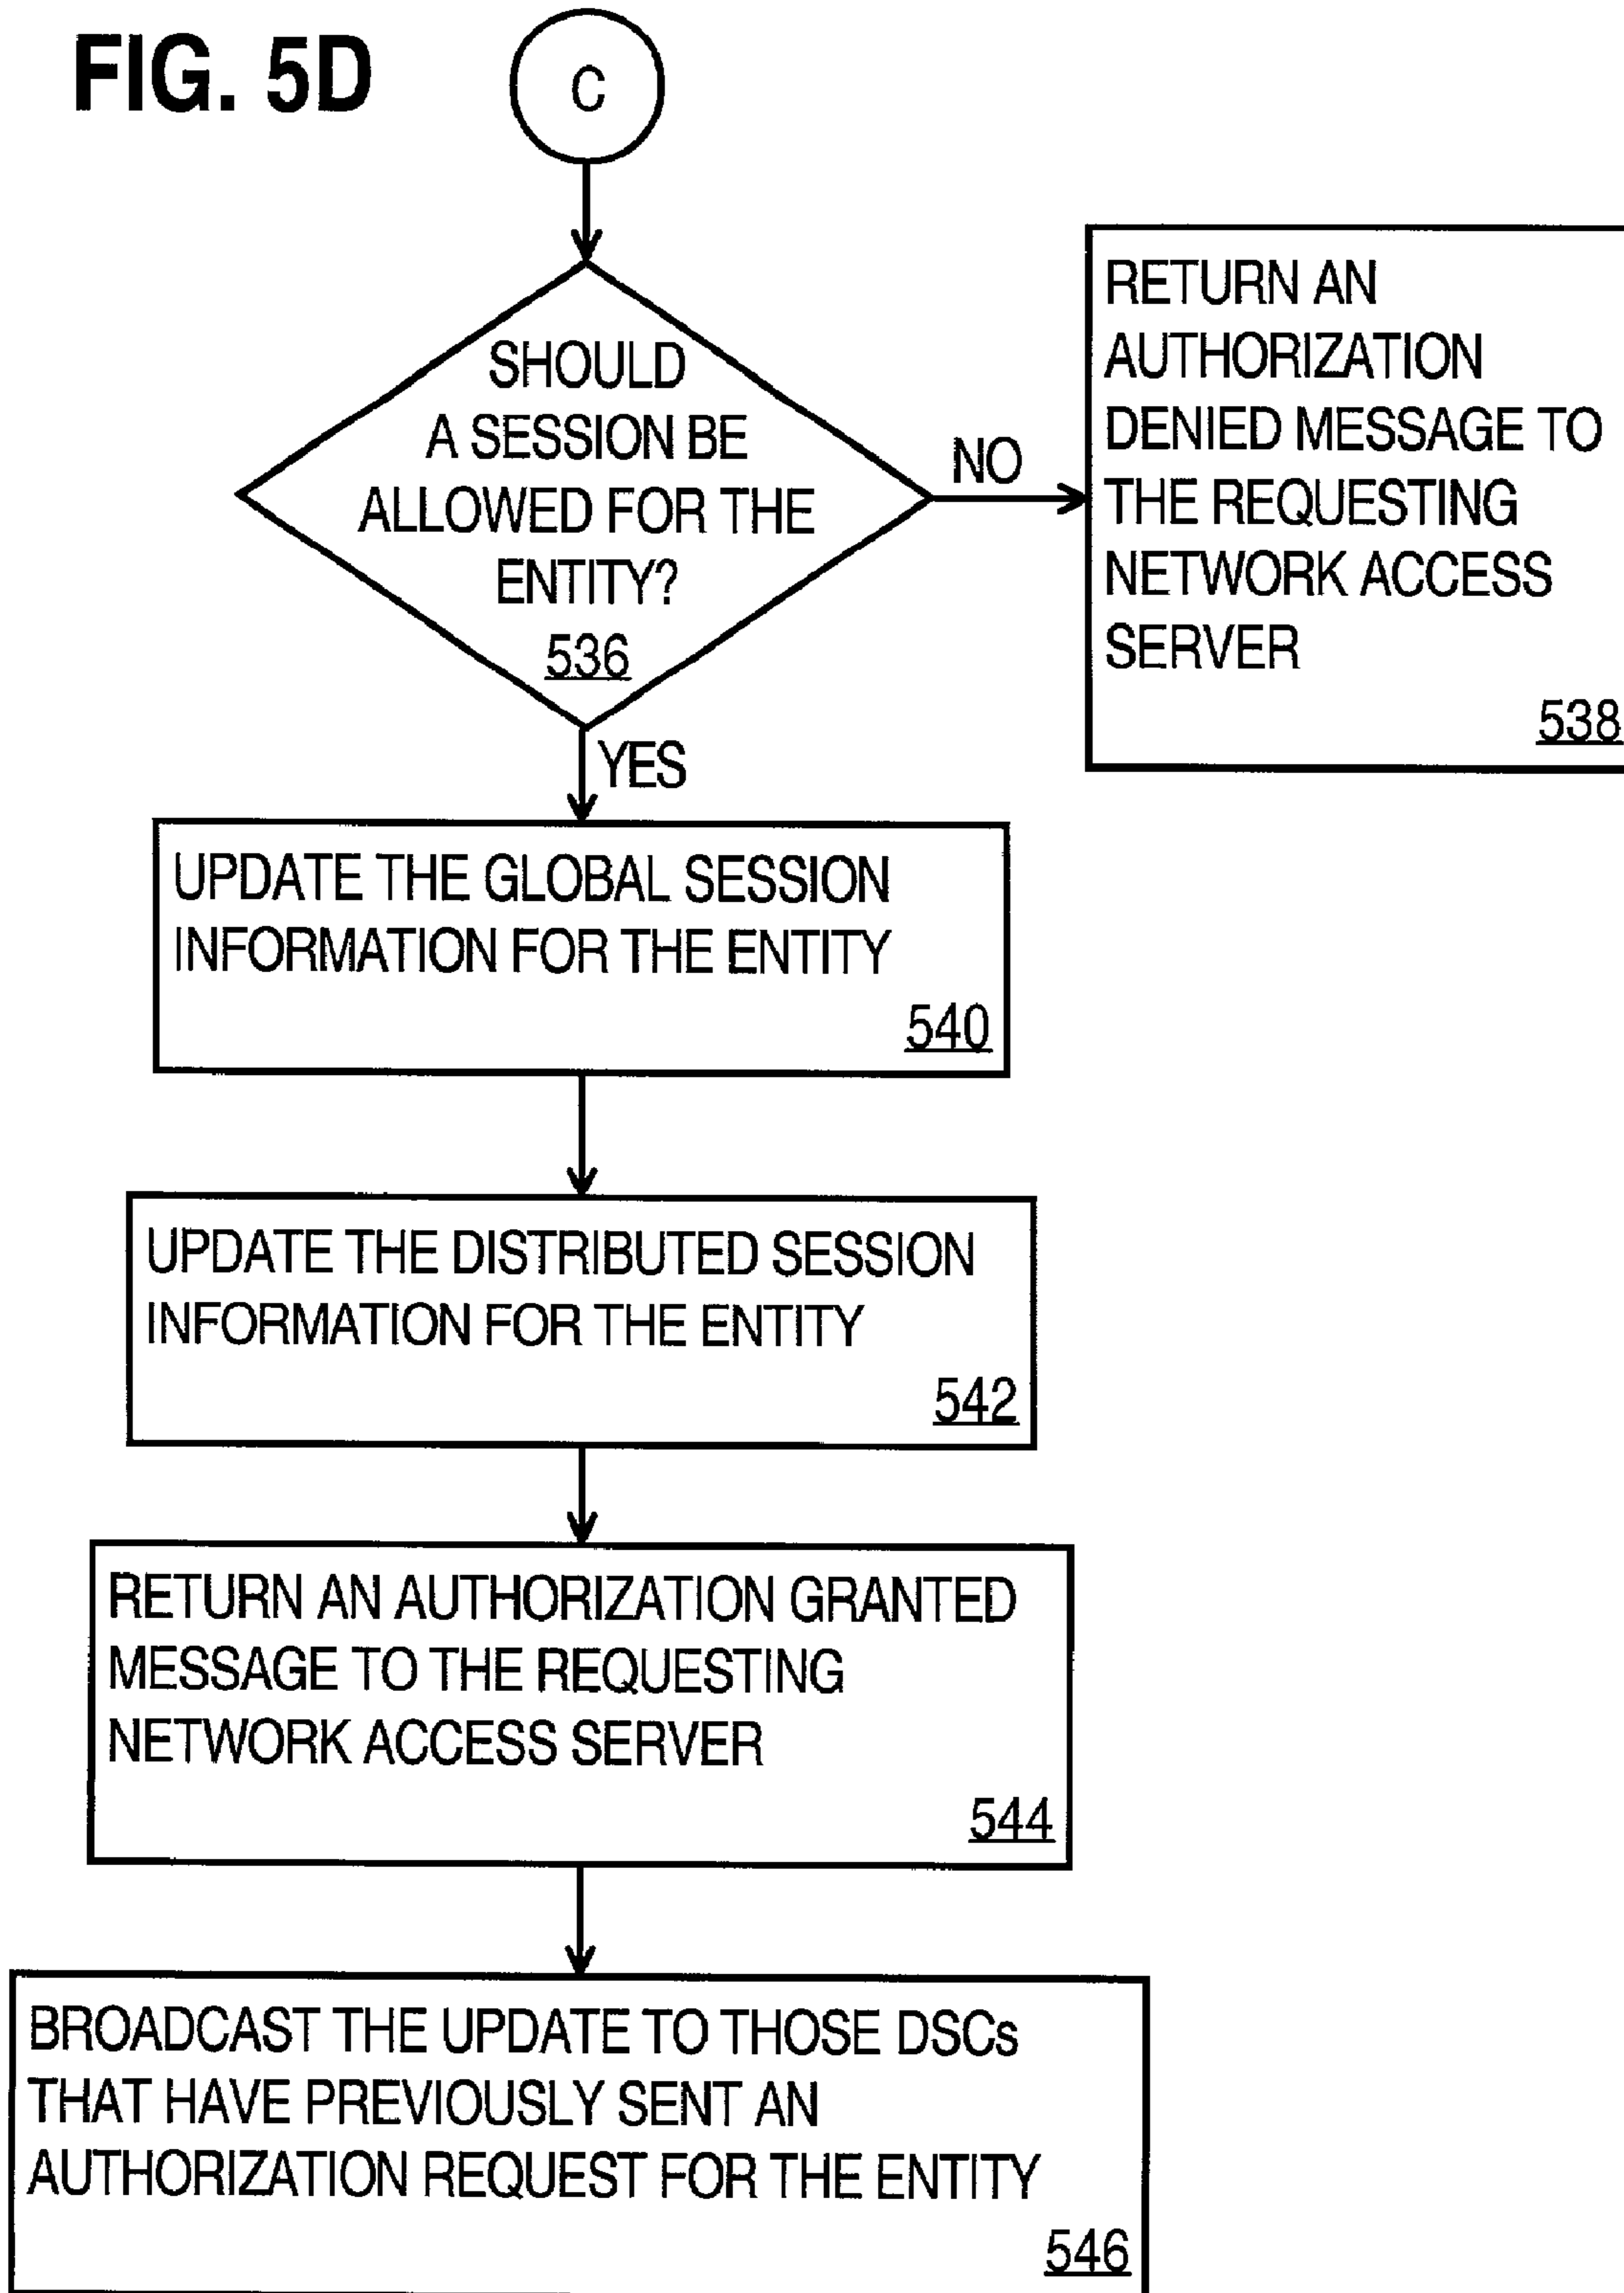 FIG. 5D
C
SHOULD
A SESSION BE
ALLOWED FOR THE
ENTITY?
536
NO
RETURN AN
AUTHORIZATION
DENIED MESSAGE TO
THE REQUESTING
NETWORK ACCESS
SERVER
538
YES
UPDATE THE GLOBAL SESSION
INFORMATION FOR THE ENTITY
540
UPDATE THE DISTRIBUTED SESSION
INFORMATION FOR THE ENTITY
542
RETURN AN AUTHORIZATION GRANTED
MESSAGE TO THE REQUESTING
NETWORK ACCESS SERVER
544
BROADCAST THE UPDATE TO THOSE DSCs
THAT HAVE PREVIOUSLY SENT AN
AUTHORIZATION REQUEST FOR THE ENTITY
546